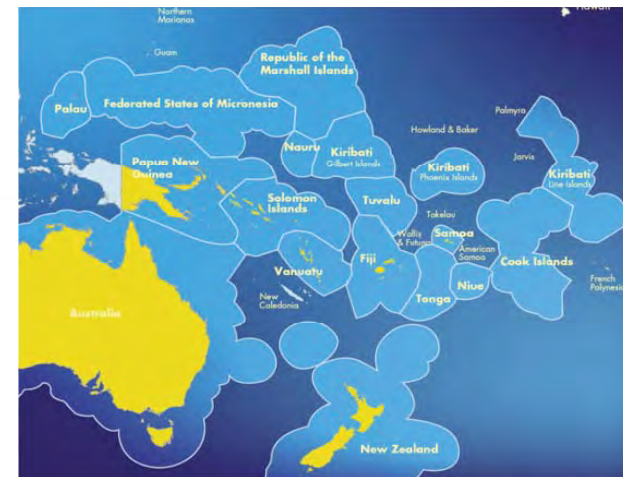 Hawaii
Northern
Marianas
Guam
Republic of the
Marshall Islands
Palau
Federated States of Micronesia
Palmyra
Howland & Baker
Nauru
Kiribati
Gilbert Islands
Jarvis
Papua New
Guinea
Kiribati
Phoenix Islands
Kiribati
Line Islands
Solomon
Islands
Tuvalu
Tokelau
Wallis
& Futuna
Samoa
American
Samoa
Vanuatu
Fiji
Cook Islands
New
Caledonia
Tonga
Niue
French
Polynesia
Australia
New Zealand